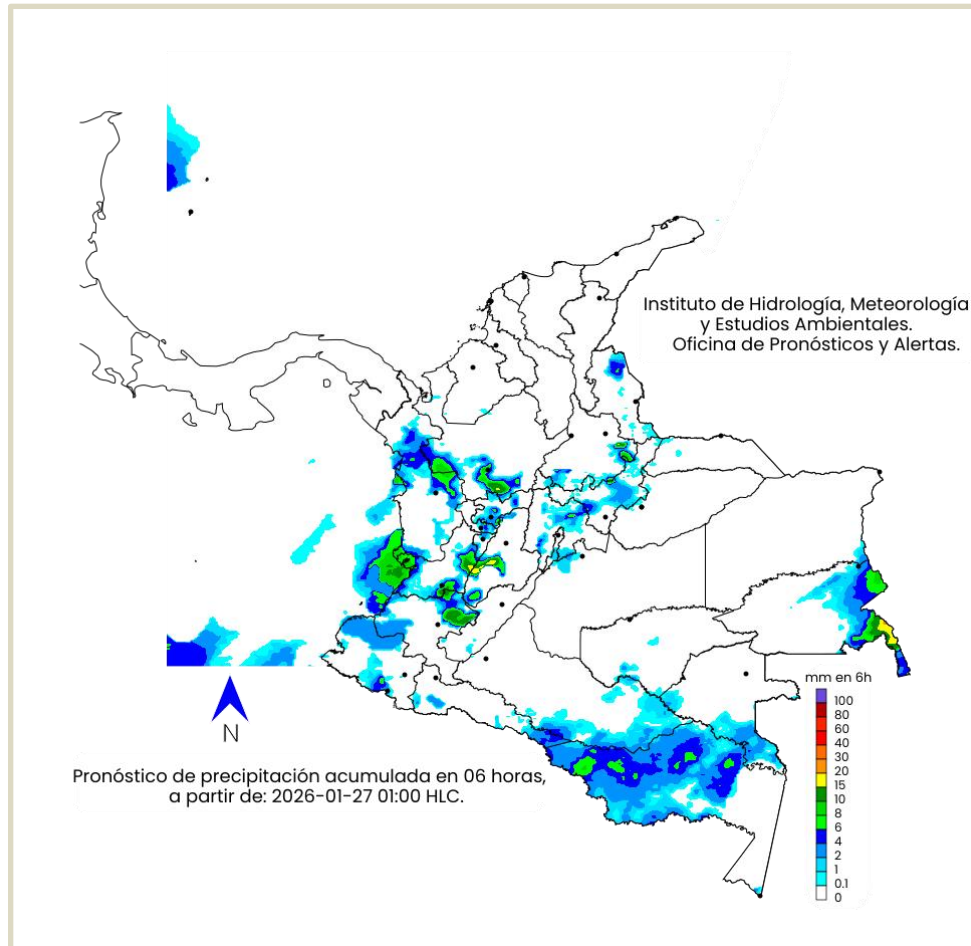 Instituto de Hidrología, Meteorología
y Estudios Ambientales.
Oficina de Pronósticos y Alertas.
mm en 6h
100
80
60
40
30
20
15
10
8
6
4
2
1
0.1
0
N
Pronóstico de precipitación acumulada en 06 horas,
a partir de: 2026-01-27 01:00 HLC.